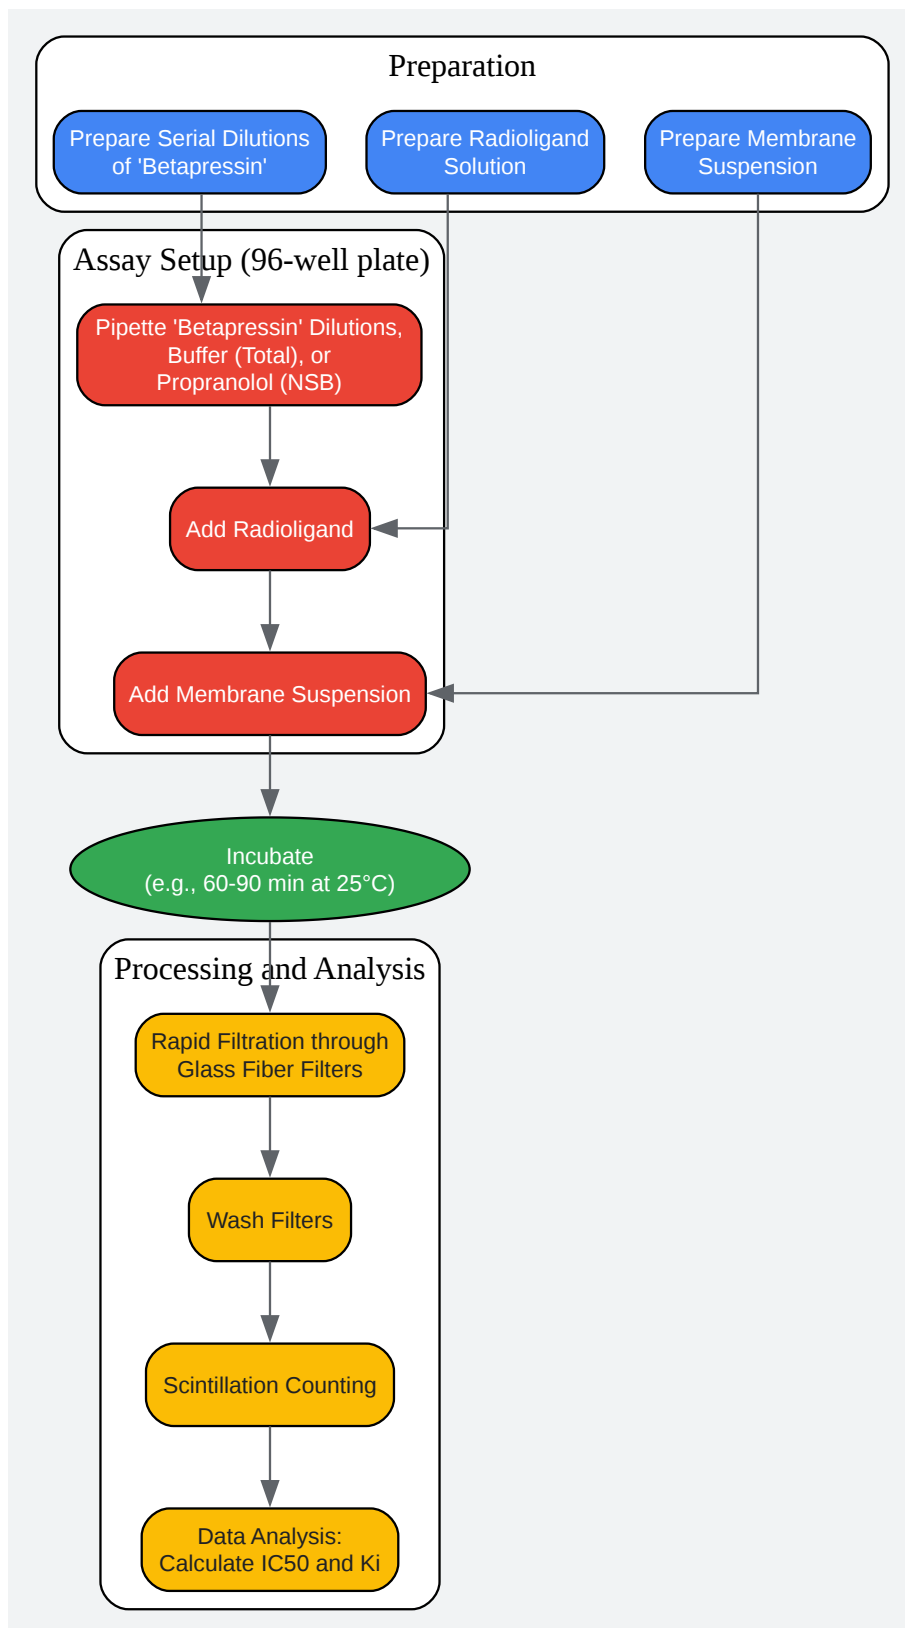 Preparation
Prepare Serial Dilutions
of 'Betapressin'
Prepare Radioligand
Solution
Prepare Membrane
Suspension
Assay Setup (96-well plate)
Pipette 'Betapressin' Dilutions,
Buffer (Total), or
Propranolol (NSB)
Add Radioligand
Add Membrane Suspension
Incubate
(e.g., 60-90 min at 25°C)
Processing and Analysis
Rapid Filtration through
Glass Fiber Filters
Wash Filters
Scintillation Counting
Data Analysis:
Calculate IC50 and Ki